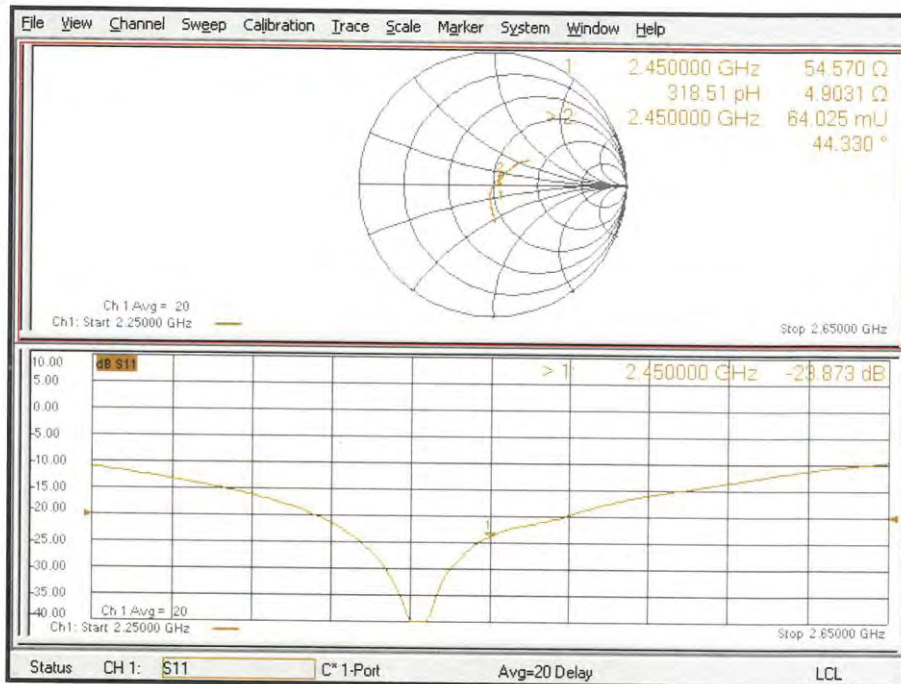 File View Channel Sweep Calibration Trace Scale Marker System Window Help
1: 2.450000 GHz 54.570 Ω
318.51 pH 4.9031 Ω
> 2: 2.450000 GHz 64.025 mU
44.330 °
2
1
Ch 1 Avg = 20
Ch1: Start 2.25000 GHz Stop 2.65000 GHz
10.00 dB S11 > 1: 2.450000 GHz -23.873 dB
5.00
0.00
-5.00
-10.00
-15.00
-20.00
1
-25.00
-30.00
-35.00
-40.00 Ch 1 Avg = 20
Ch1: Start 2.25000 GHz Stop 2.65000 GHz
Status CH 1: S11 C* 1-Port Avg=20 Delay LCL